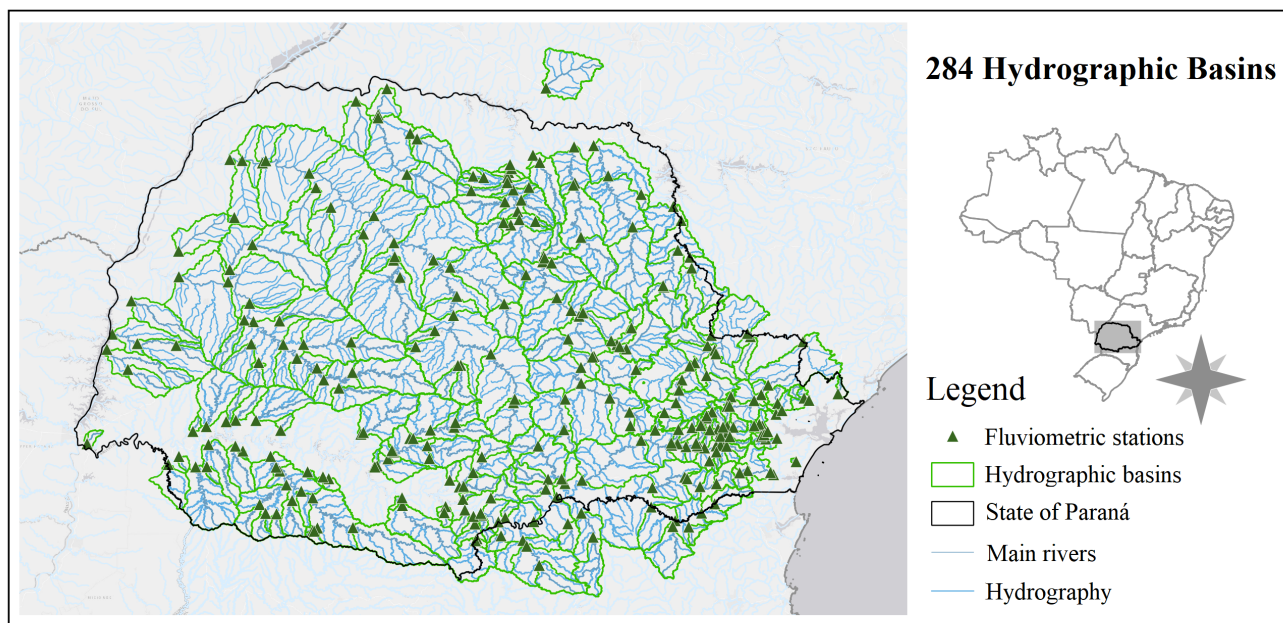 284 Hydrographic Basins
Legend
Fluviometric stations
Hydrographic basins
State of Paraná
Main rivers
Hydrography